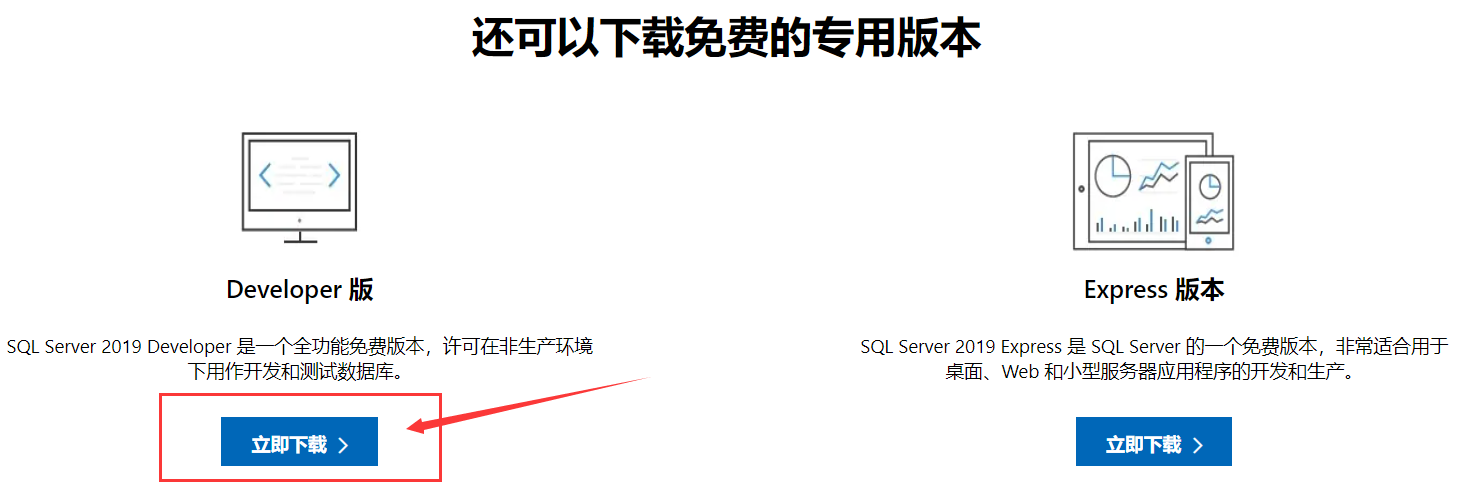 还可以下载免费的专用版本
Developer 版
SQL Server 2019 Developer 是一个全功能免费版本，许可在非生产环境
下用作开发和测试数据库。
立即下载
Express 版本
SQL Server 2019 Express 是 SQL Server 的一个免费版本，非常适合用于
桌面、Web 和小型服务器应用程序的开发和生产。
立即下载